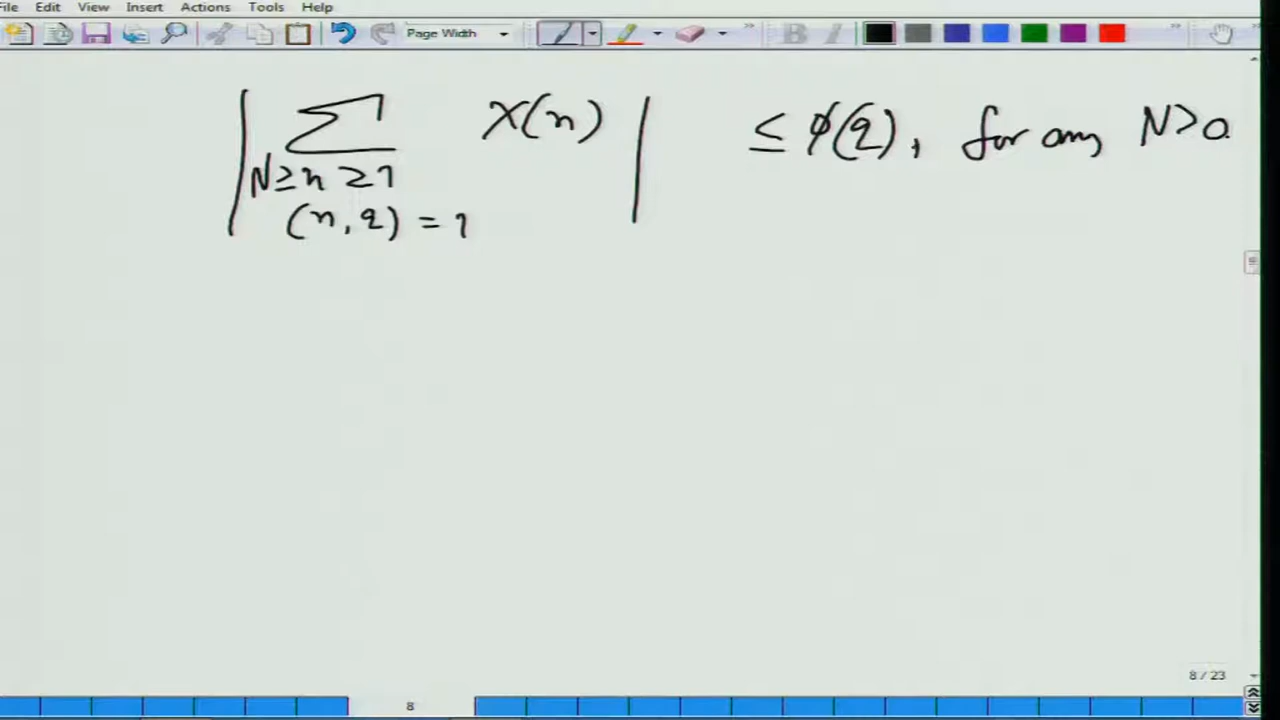 File Edit View Insert Actions Tools Help
Page Width
| ∑ χ(n) | ≤ φ(q), for any N>0
N≥n≥1
(n,q)=1
8 / 23
8